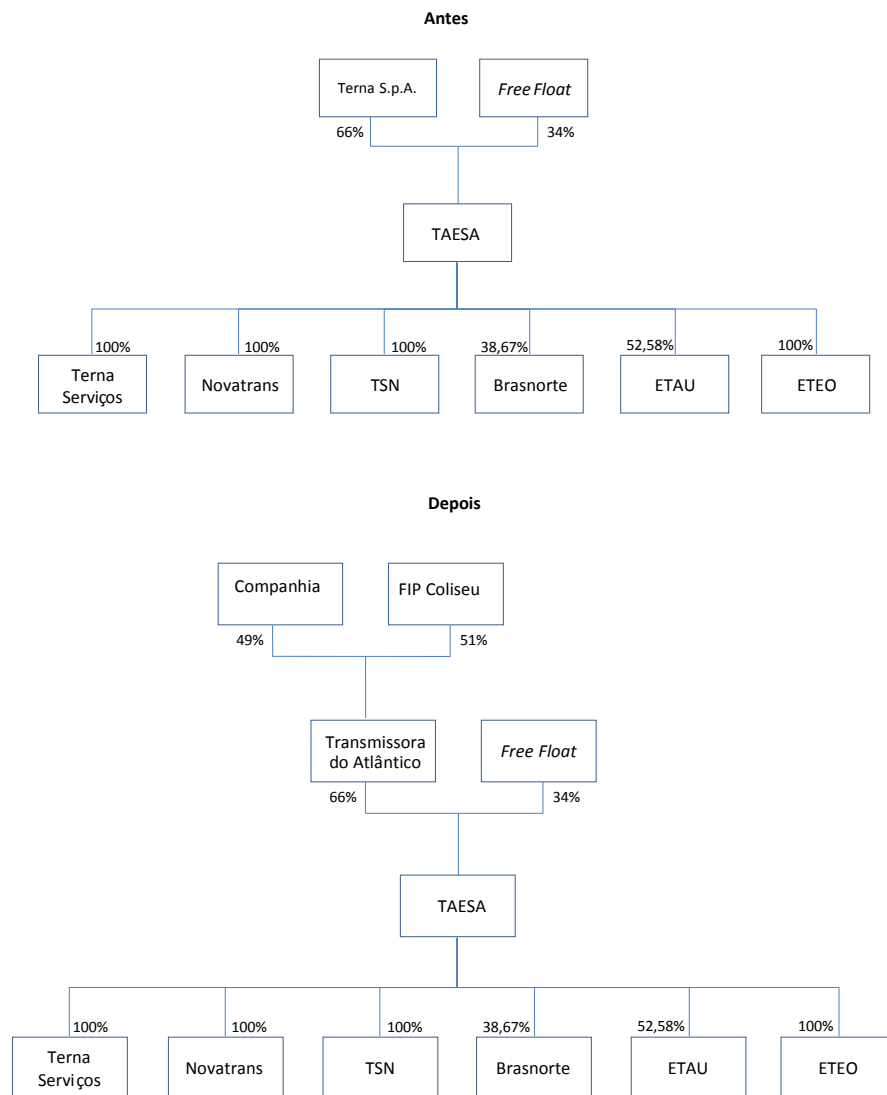 Antes
Terna S.p.A.
Free Float
66%
34%
TAESA
100%
100%
100%
38,67%
52,58%
100%
Terna
Serviços
Novatrans
TSN
Brasnorte
ETAU
ETEO
Depois
Companhia
FIP Coliseu
49%
51%
Transmissora
do Atlântico
Free Float
66%
34%
TAESA
100%
100%
100%
38,67%
52,58%
100%
Terna
Serviços
Novatrans
TSN
Brasnorte
ETAU
ETEO